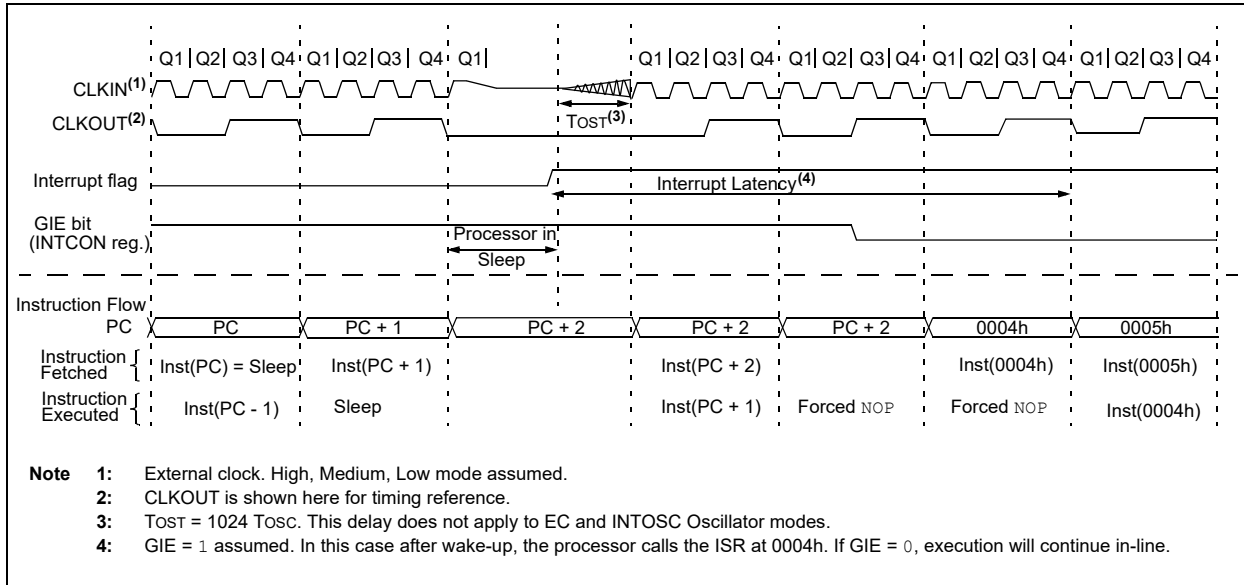 Q1 | Q2 | Q3 | Q4 Q1 | Q2 | Q3 | Q4 Q1 | Q1 | Q2 | Q3 | Q4 Q1 | Q2 | Q3 | Q4 Q1 | Q2 | Q3 | Q4 Q1 | Q2 | Q3 | Q4
CLKIN(1)
TOST(3)
CLKOUT(2)
Interrupt flag
Interrupt Latency(4)
GIE bit
(INTCON reg.)
Processor in
Sleep
Instruction Flow
PC PC PC + 1 PC + 2 PC + 2 PC + 2 0004h 0005h
Instruction
Fetched
Inst(PC) = Sleep Inst(PC + 1) Inst(PC + 2) Inst(0004h) Inst(0005h)
Instruction
Executed
Inst(PC - 1) Sleep Inst(PC + 1) Forced NOP Forced NOP Inst(0004h)
Note 1: External clock. High, Medium, Low mode assumed.
2: CLKOUT is shown here for timing reference.
3: TOST = 1024 TOSC. This delay does not apply to EC and INTOSC Oscillator modes.
4: GIE = 1 assumed. In this case after wake-up, the processor calls the ISR at 0004h. If GIE = 0, execution will continue in-line.